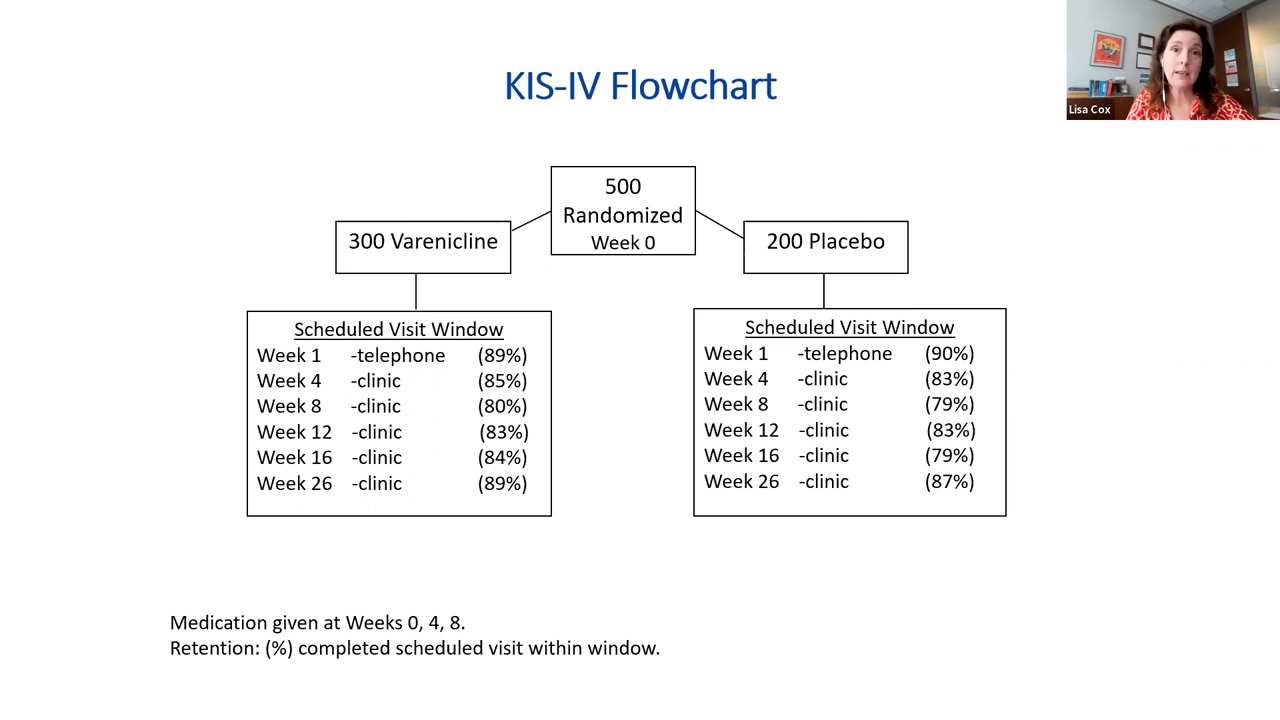 Lisa Cox
KIS-IV Flowchart
500
Randomized
Week 0
300 Varenicline
200 Placebo
Scheduled Visit Window
Week 1 -telephone (89%)
Week 4 -clinic (85%)
Week 8 -clinic (80%)
Week 12 -clinic (83%)
Week 16 -clinic (84%)
Week 26 -clinic (89%)
Scheduled Visit Window
Week 1 -telephone (90%)
Week 4 -clinic (83%)
Week 8 -clinic (79%)
Week 12 -clinic (83%)
Week 16 -clinic (79%)
Week 26 -clinic (87%)
Medication given at Weeks 0, 4, 8.
Retention: (%) completed scheduled visit within window.